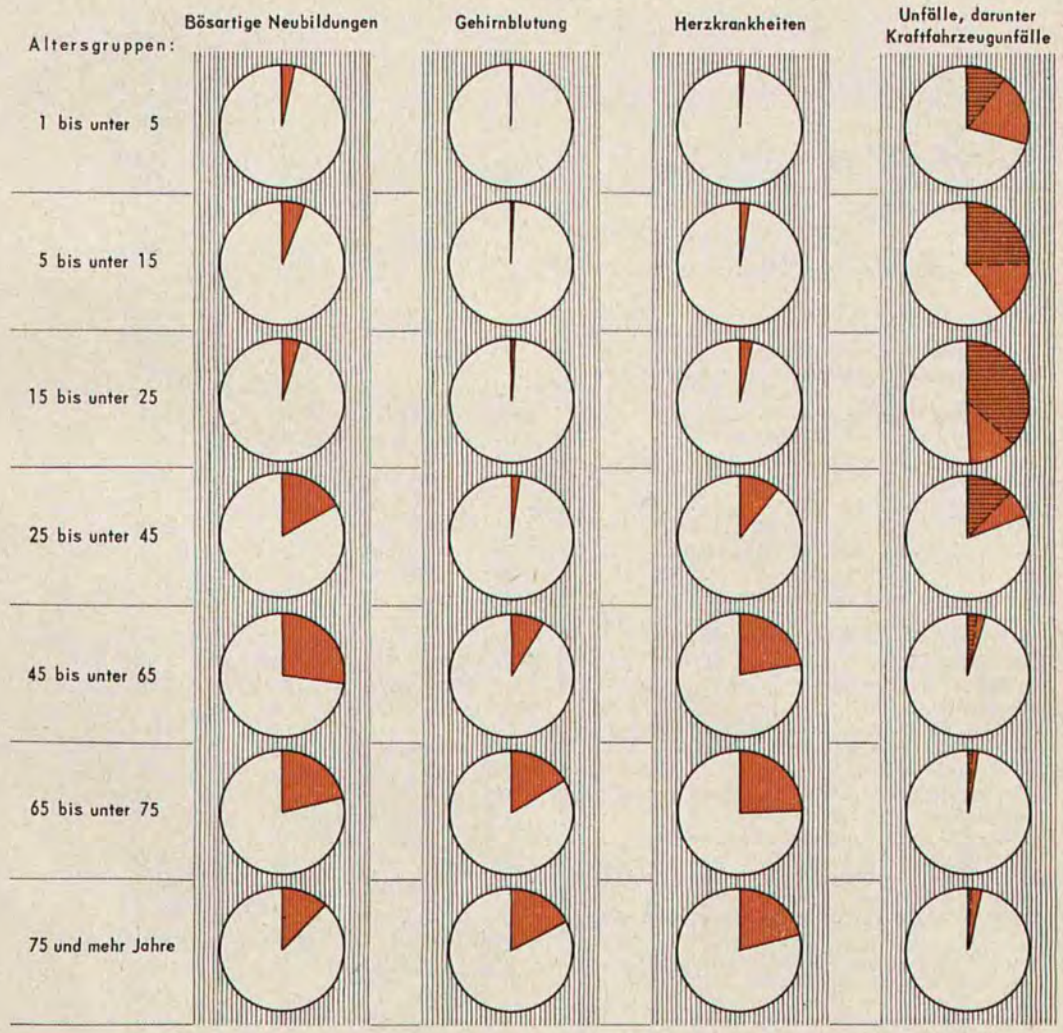 Altersgruppen:
Bösartige Neubildungen
Gehirnblutung
Herzkrankheiten
Unfälle, darunter
Kraftfahrzeugunfälle
1 bis unter 5
5 bis unter 15
15 bis unter 25
25 bis unter 45
45 bis unter 65
65 bis unter 75
75 und mehr Jahre